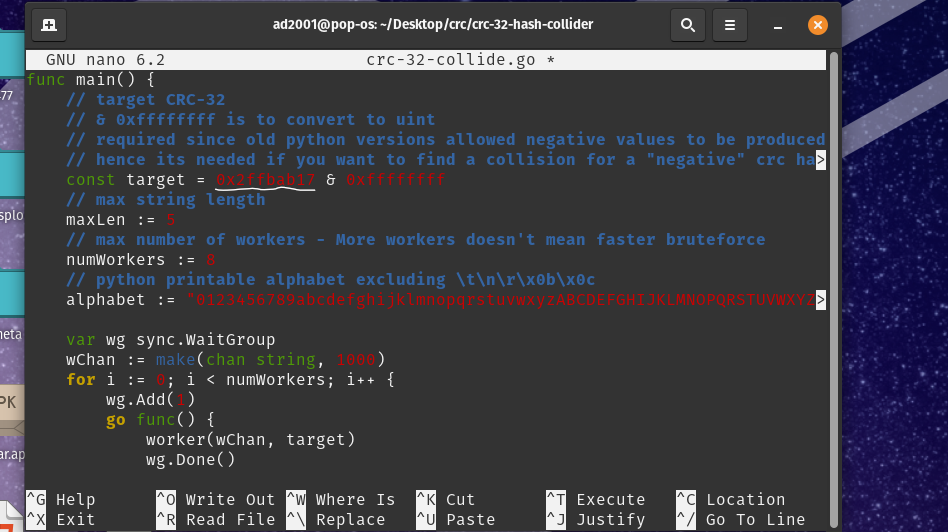 ad2001@pop-os: ~/Desktop/crc/crc-32-hash-collider
GNU nano 6.2 crc-32-collide.go *
func main() {
// target CRC-32
// & 0xffffffff is to convert to uint
// required since old python versions allowed negative values to be produced
// hence its needed if you want to find a collision for a "negative" crc ha>
const target = 0x2ffbab17 & 0xffffffff
// max string length
maxLen := 5
// max number of workers - More workers doesn't mean faster bruteforce
numWorkers := 8
// python printable alphabet excluding \t\n\r\x0b\x0c
alphabet := "0123456789abcdefghijklmnopqrstuvwxyzABCDEFGHIJKLMNOPQRSTUVWXYZ>
var wg sync.WaitGroup
wChan := make(chan string, 1000)
for i := 0; i < numWorkers; i++ {
wg.Add(1)
go func() {
worker(wChan, target)
wg.Done()
^G Help ^O Write Out ^W Where Is ^K Cut ^T Execute ^C Location
^X Exit ^R Read File ^\ Replace ^U Paste ^J Justify ^/ Go To Line
77
splo
neta
PK
ar.ap